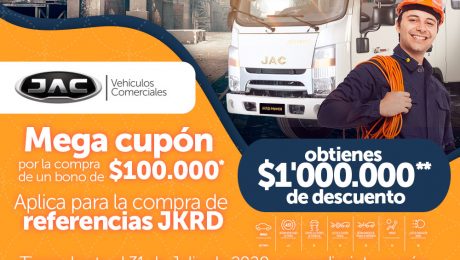 JAC
JAC
Vehículos
Comerciales
Mega cupón
por la compra
de un bono de $100.000*
Aplica para la compra de
referencias JKRD
obtienes
$1'000.000**
de descuento